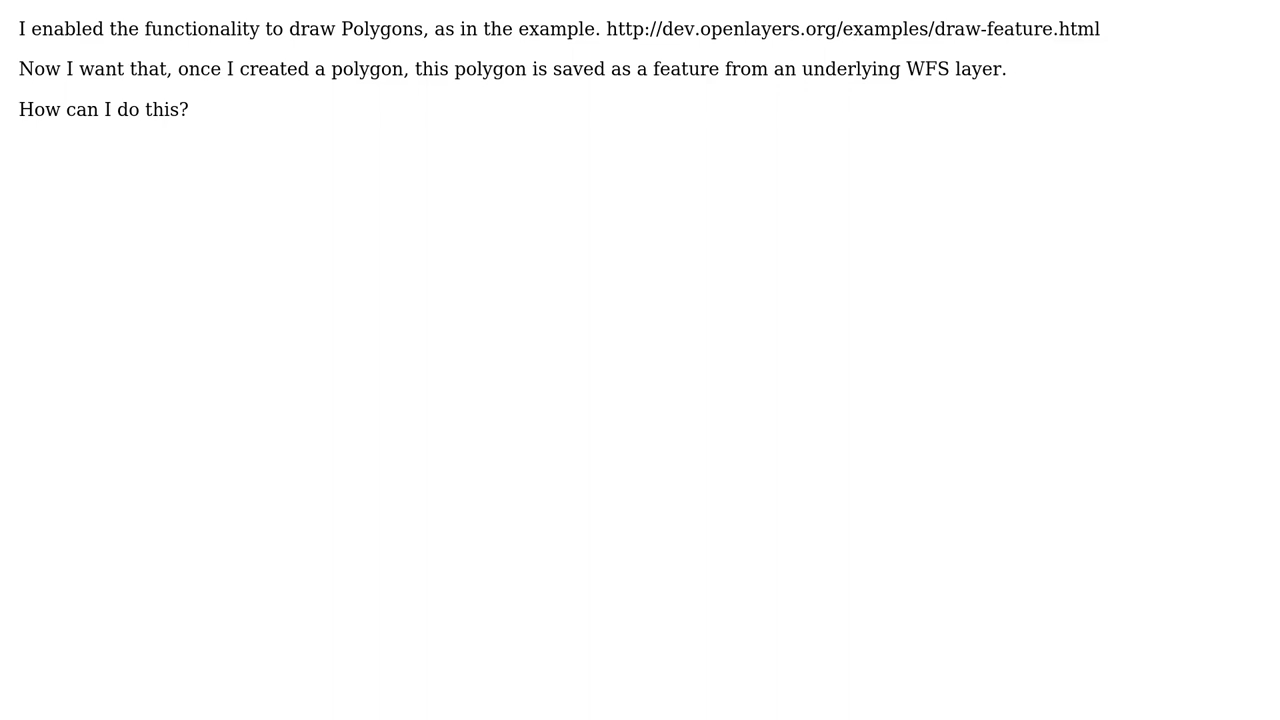 I enabled the functionality to draw Polygons, as in the example. http://dev.openlayers.org/examples/draw-feature.html
Now I want that, once I created a polygon, this polygon is saved as a feature from an underlying WFS layer.
How can I do this?